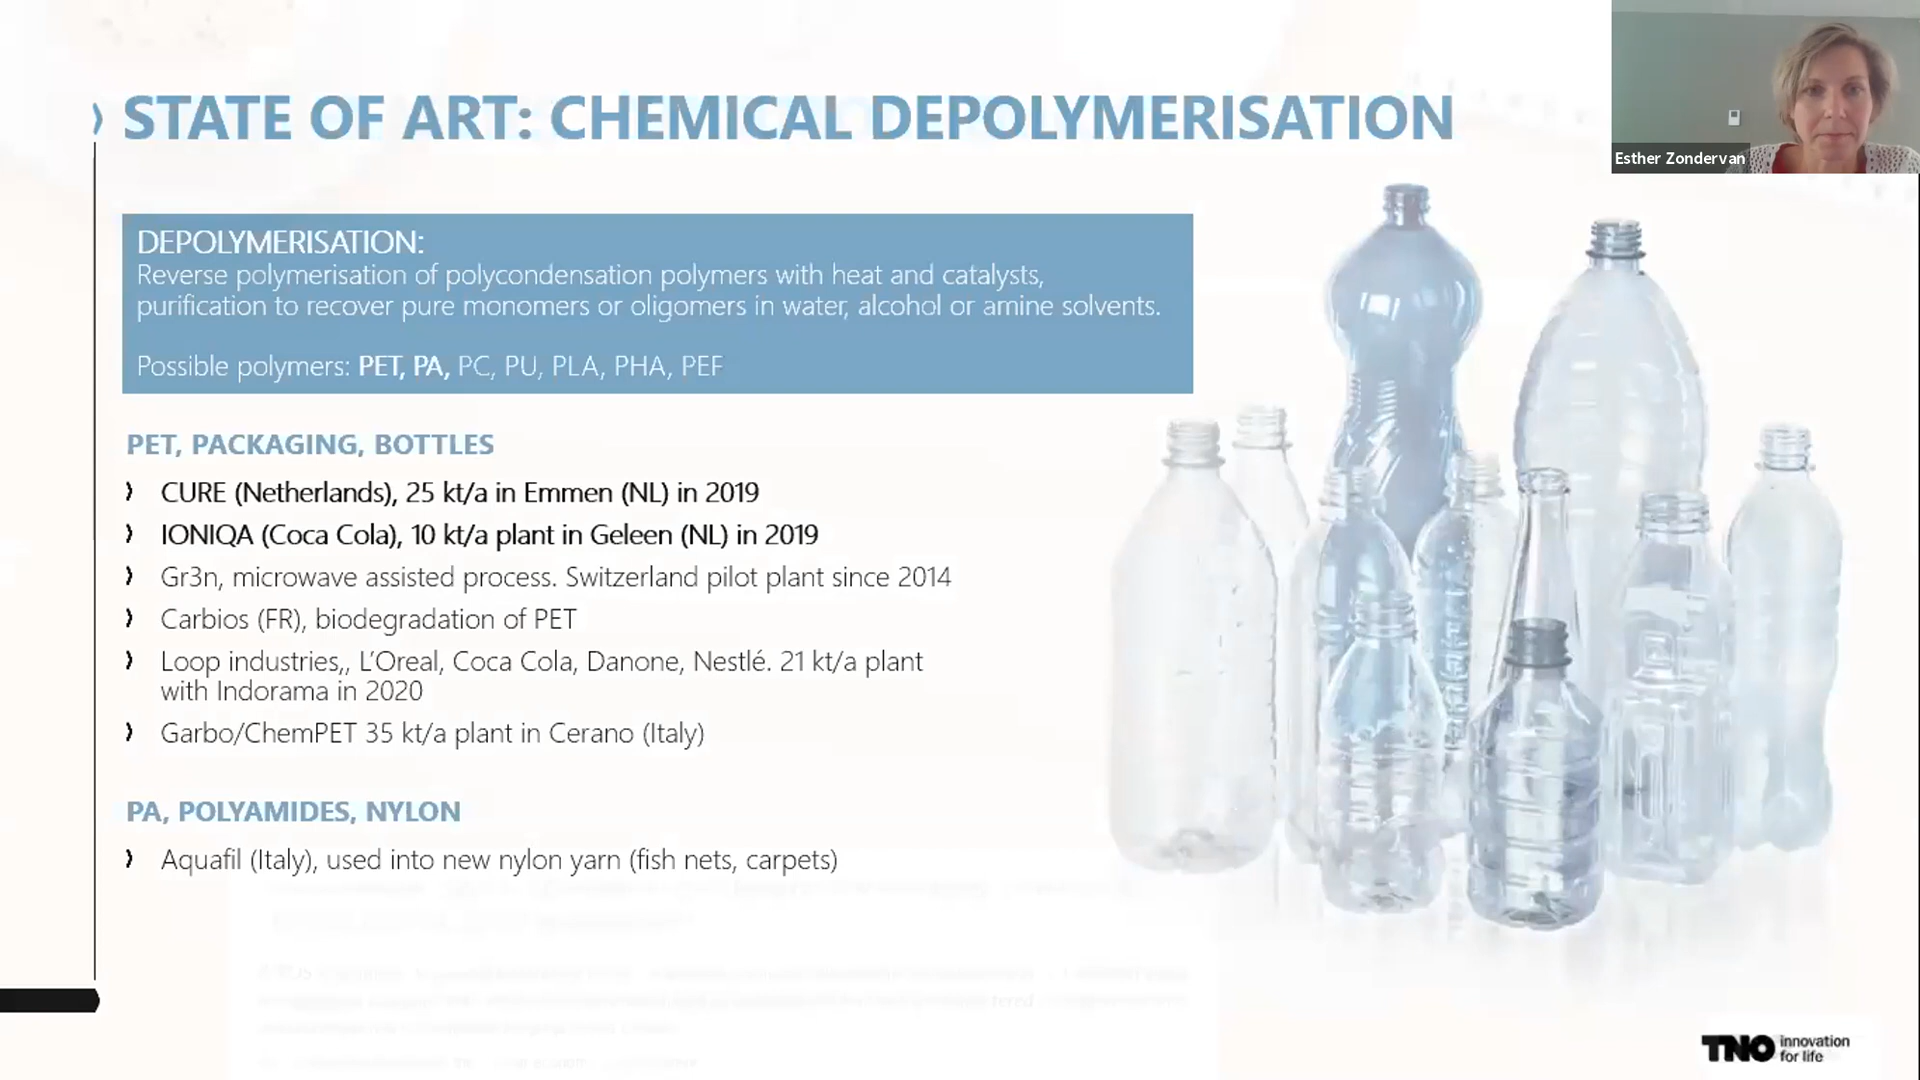 STATE OF ART: CHEMICAL DEPOLYMERISATION
Esther Zondervan
DEPOLYMERISATION:
Reverse polymerisation of polycondensation polymers with heat and catalysts,
purification to recover pure monomers or oligomers in water, alcohol or amine solvents.
Possible polymers: PET, PA, PC, PU, PLA, PHA, PEF
PET, PACKAGING, BOTTLES
CURE (Netherlands), 25 kt/a in Emmen (NL) in 2019
IONIQA (Coca Cola), 10 kt/a plant in Geleen (NL) in 2019
Gr3n, microwave assisted process. Switzerland pilot plant since 2014
Carbios (FR), biodegradation of PET
Loop industries,, L'Oreal, Coca Cola, Danone, Nestlé. 21 kt/a plant
with Indorama in 2020
Garbo/ChemPET 35 kt/a plant in Cerano (Italy)
PA, POLYAMIDES, NYLON
Aquafil (Italy), used into new nylon yarn (fish nets, carpets)
TNO innovation
for life